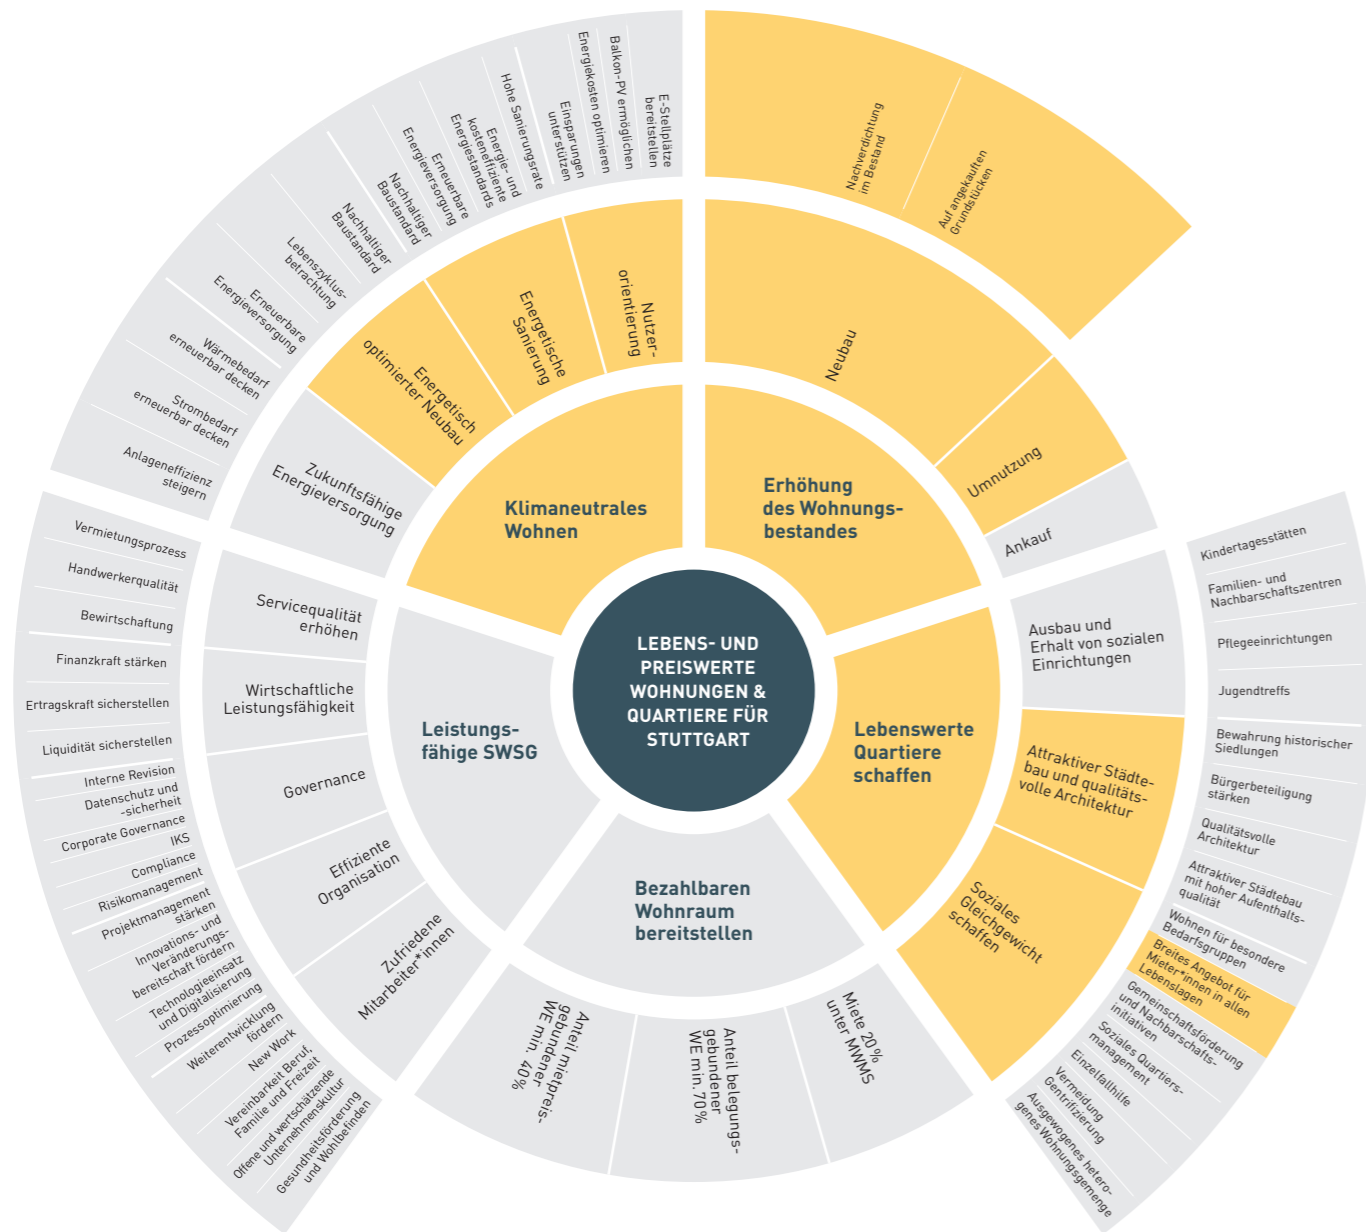 LEBENS- UND
PREISWERTE
WOHNUNGEN &
QUARTIERE FÜR
STUTTGART
Erhöhung
des Wohnungs-
bestandes
Neubau
Nachverdichtung
im Bestand
Auf angekauften
Grundstücken
Umnutzung
Ankauf
Lebenswerte
Quartiere
schaffen
Ausbau und
Erhalt von sozialen
Einrichtungen
Kindertagesstätten
Familien- und
Nachbarschaftszentren
Pflegeeinrichtungen
Jugendtreffs
Attraktiver Städte-
bau und qualitäts-
volle Architektur
Bewahrung historischer
Siedlungen
Bürgerbeteiligung
stärken
Qualitätsvolle
Architektur
Attraktiver Städtebau
mit hoher Aufenthalts-
qualität
Soziales
Gleichgewicht
schaffen
Wohnen für besondere
Bedarfsgruppen
Breites Angebot für
Mieter*innen in allen
Lebenslagen
Gemeinschaftsförderung
und Nachbarschafts-
initiativen
Soziales Quartiers-
management
Einzelfallhilfe
Vermeidung
Gentrifizierung
Ausgewogenes hetero-
genes Wohnungsgemenge
Bezahlbaren
Wohnraum
bereitstellen
Miete 20 %
unter MWMS
Anteil belegungs-
gebundener
WE min. 70 %
Anteil mietpreis-
gebundener
WE min. 40 %
Leistungs-
fähige SWSG
Zufriedene
Mitarbeiter*innen
Gesundheitsförderung
und Wohlbefinden
Offene und wertschätzende
Unternehmenskultur
Vereinbarkeit Beruf,
Familie und Freizeit
New Work
Weiterentwicklung
fördern
Effiziente
Organisation
Prozessoptimierung
Technologieeinsatz
und Digitalisierung
Innovations- und
Veränderungs-
bereitschaft fördern
Projektmanagement
stärken
Governance
Risikomanagement
Compliance
IKS
Corporate Governance
Datenschutz und
-sicherheit
Interne Revision
Wirtschaftliche
Leistungsfähigkeit
Liquidität sicherstellen
Ertragskraft sicherstellen
Finanzkraft stärken
Servicequalität
erhöhen
Bewirtschaftung
Handwerkerqualität
Vermietungsprozess
Klimaneutrales
Wohnen
Zukunftsfähige
Energieversorgung
Anlageneffizienz
steigern
Strombedarf
erneuerbar decken
Wärmebedarf
erneuerbar decken
Energetisch
optimierter Neubau
Erneuerbare
Energieversorgung
Lebenszyklus-
betrachtung
Nachhaltiger
Baustandard
Energetische
Sanierung
Nachhaltiger
Baustandard
Erneuerbare
Energieversorgung
Energie- und
kosteneffiziente
Energiestandards
Hohe Sanierungsrate
Nutzer-
orientierung
Einsparungen
unterstützen
Energiekosten optimieren
Balkon-PV ermöglichen
E-Stellplätze
bereitstellen